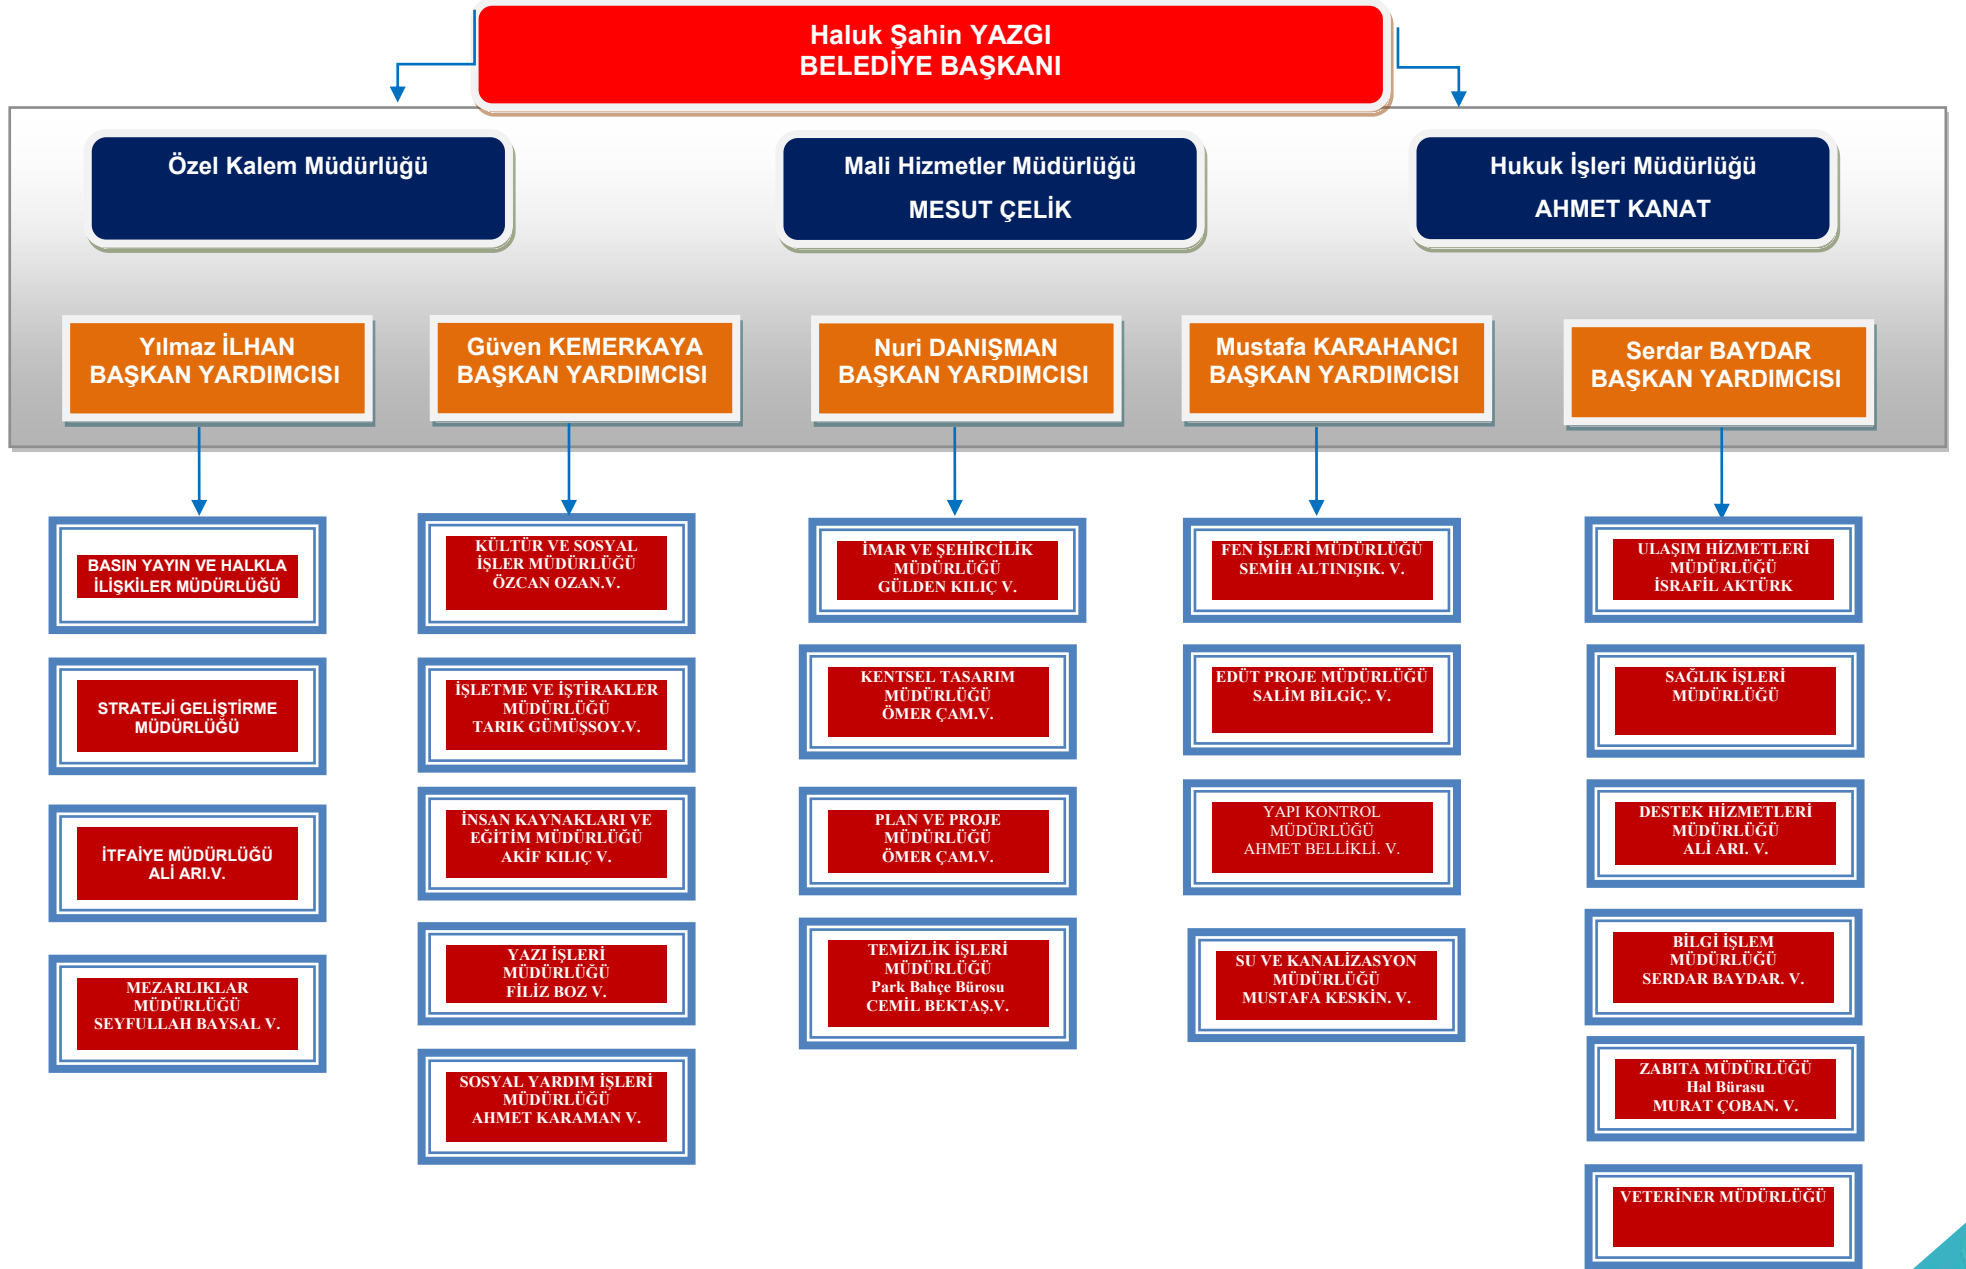 Haluk Şahin YAZGI
BELEDİYE BAŞKANI
Özel Kalem Müdürlüğü
Mali Hizmetler Müdürlüğü
MESUT ÇELİK
Hukuk İşleri Müdürlüğü
AHMET KANAT
Yılmaz İLHAN
BAŞKAN YARDIMCISI
Güven KEMERKAYA
BAŞKAN YARDIMCISI
Nuri DANIŞMAN
BAŞKAN YARDIMCISI
Mustafa KARAHANCI
BAŞKAN YARDIMCISI
Serdar BAYDAR
BAŞKAN YARDIMCISI
BASIN YAYIN VE HALKLA
İLİŞKİLER MÜDÜRLÜĞÜ
STRATEJİ GELİŞTİRME
MÜDÜRLÜĞÜ
İTFAİYE MÜDÜRLÜĞÜ
ALİ ARI.V.
MEZARLIKLAR
MÜDÜRLÜĞÜ
SEYFULLAH BAYSAL V.
KÜLTÜR VE SOSYAL
İŞLER MÜDÜRLÜĞÜ
ÖZCAN OZAN.V.
İŞLETME VE İŞTİRAKLER
MÜDÜRLÜĞÜ
TARIK GÜMÜŞSOY.V.
İNSAN KAYNAKLARI VE
EĞİTİM MÜDÜRLÜĞÜ
AKİF KILIÇ V.
YAZI İŞLERİ
MÜDÜRLÜĞÜ
FİLİZ BOZ V.
SOSYAL YARDIM İŞLERİ
MÜDÜRLÜĞÜ
AHMET KARAMAN V.
İMAR VE ŞEHİRCİLİK
MÜDÜRLÜĞÜ
GÜLDEN KILIÇ V.
KENTSEL TASARIM
MÜDÜRLÜĞÜ
ÖMER ÇAM.V.
PLAN VE PROJE
MÜDÜRLÜĞÜ
ÖMER ÇAM.V.
TEMİZLİK İŞLERİ
MÜDÜRLÜĞÜ
Park Bahçe Bürosu
CEMİL BEKTAŞ.V.
FEN İŞLERİ MÜDÜRLÜĞÜ
SEMİH ALTINIŞIK. V.
EDÜT PROJE MÜDÜRLÜĞÜ
SALİM BİLGİÇ. V.
YAPI KONTROL
MÜDÜRLÜĞÜ
AHMET BELLİKLİ. V.
SU VE KANALİZASYON
MÜDÜRLÜĞÜ
MUSTAFA KESKİN. V.
ULAŞIM HİZMETLERİ
MÜDÜRLÜĞÜ
İSRAFİL AKTÜRK
SAĞLIK İŞLERİ
MÜDÜRLÜĞÜ
DESTEK HİZMETLERİ
MÜDÜRLÜĞÜ
ALİ ARI. V.
BİLGİ İŞLEM
MÜDÜRLÜĞÜ
SERDAR BAYDAR. V.
ZABITA MÜDÜRLÜĞÜ
Hal Bürasu
MURAT ÇOBAN. V.
VETERİNER MÜDÜRLÜĞÜ